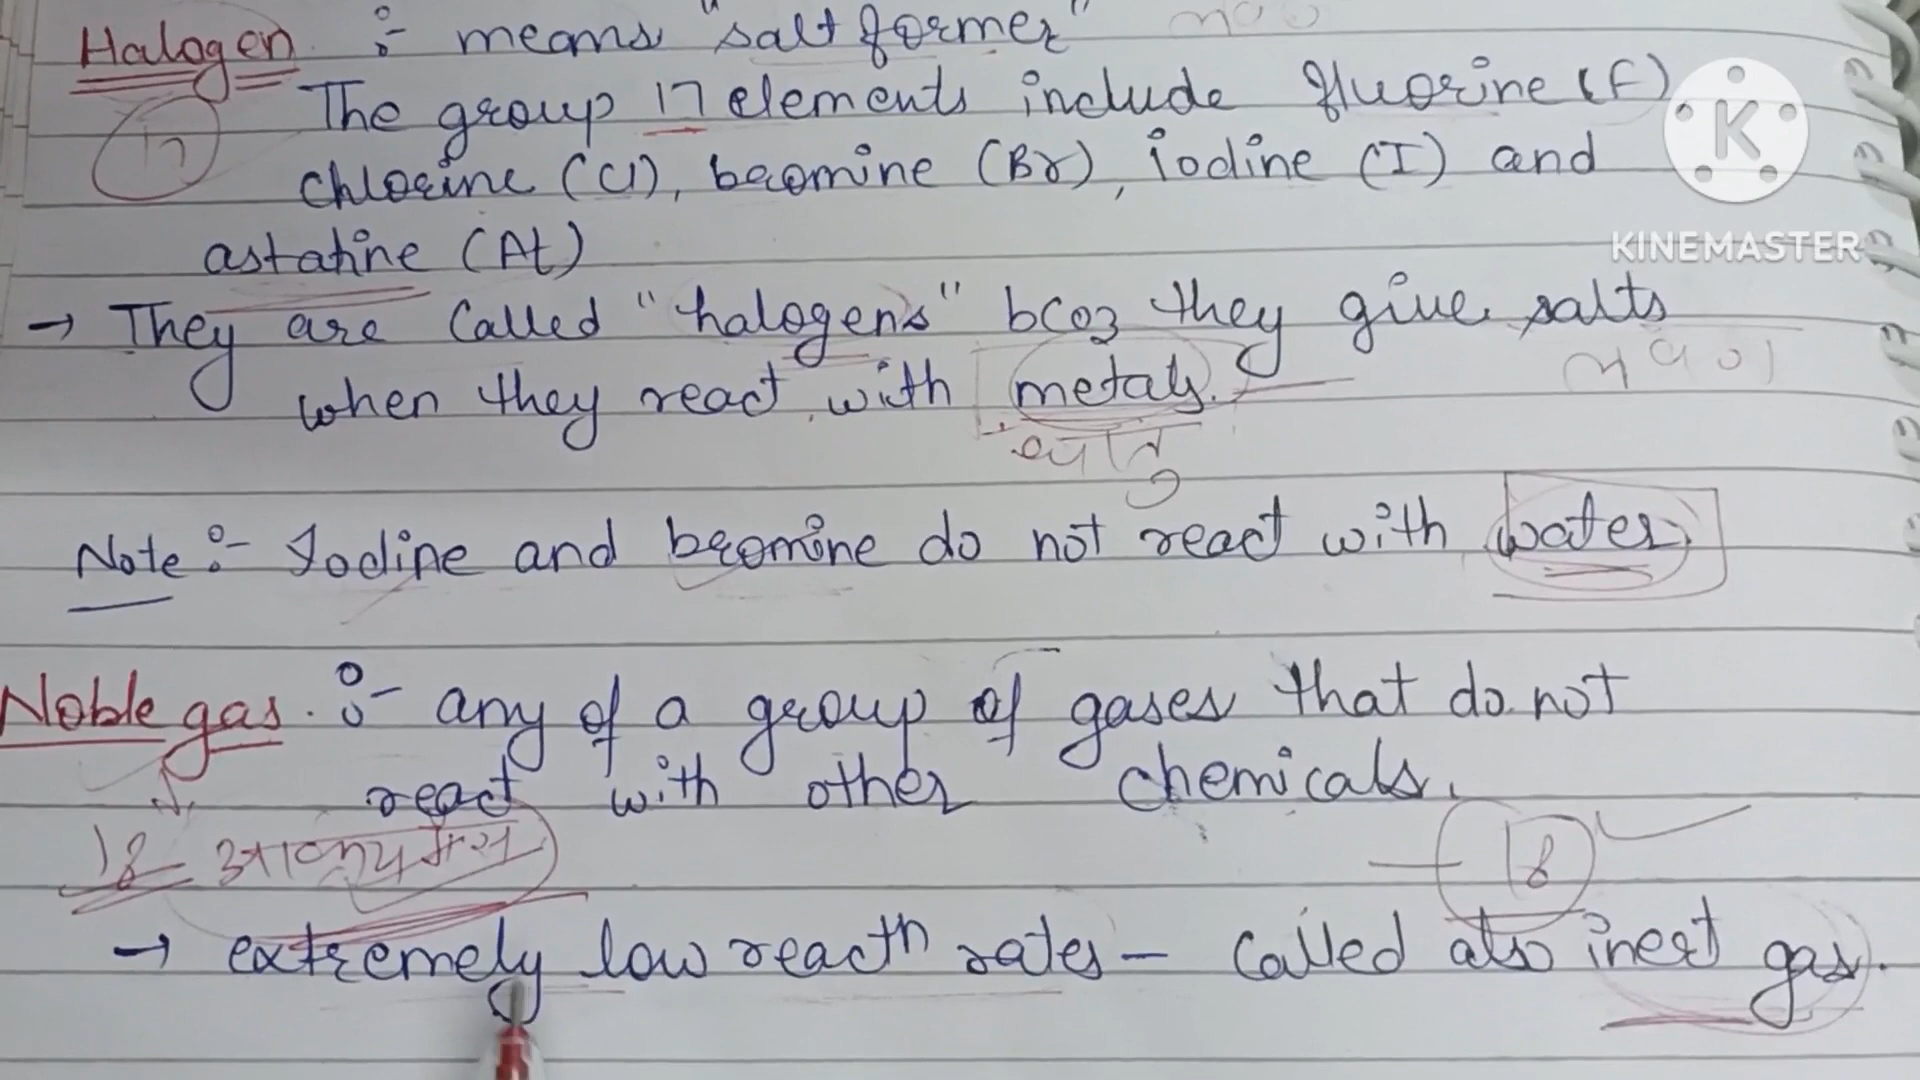 Halogen :- means "salt former"
The group 17 elements include fluorine (F)
17
chlorine (Cl), bromine (Br), iodine (I) and
astatine (At)
KINEMASTER
→ They are called "halogens" bcoz they give salts
when they react with metals.
धातु
Note :- Iodine and bromine do not react with water
Noble gas :- any of a group of gases that do not
react with other chemicals.
18
18
→ extremely low reactn rates - called also inert gas.